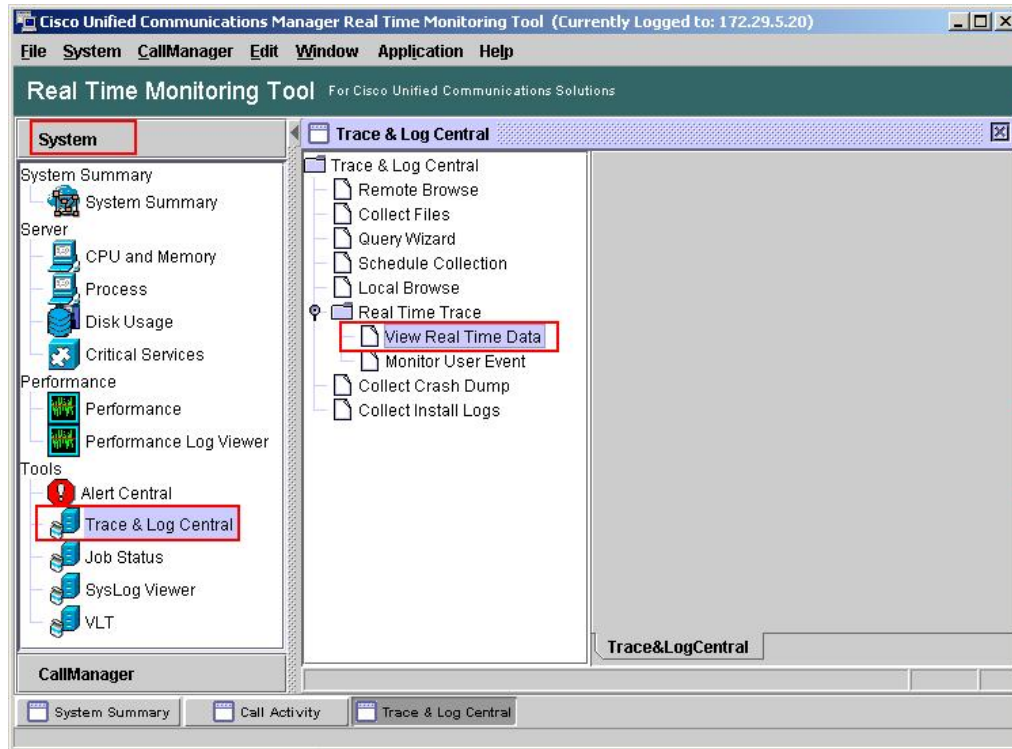 Cisco Unified Communications Manager Real Time Monitoring Tool (Currently Logged to: 172.29.5.20)
File System CallManager Edit Window Application Help
Real Time Monitoring Tool For Cisco Unified Communications Solutions
System
System Summary
System Summary
Server
CPU and Memory
Process
Disk Usage
Critical Services
Performance
Performance
Performance Log Viewer
Tools
Alert Central
Trace & Log Central
Job Status
SysLog Viewer
VLT
CallManager
Trace & Log Central
Trace & Log Central
Remote Browse
Collect Files
Query Wizard
Schedule Collection
Local Browse
Real Time Trace
View Real Time Data
Monitor User Event
Collect Crash Dump
Collect Install Logs
Trace&LogCentral
System Summary
Call Activity
Trace & Log Central